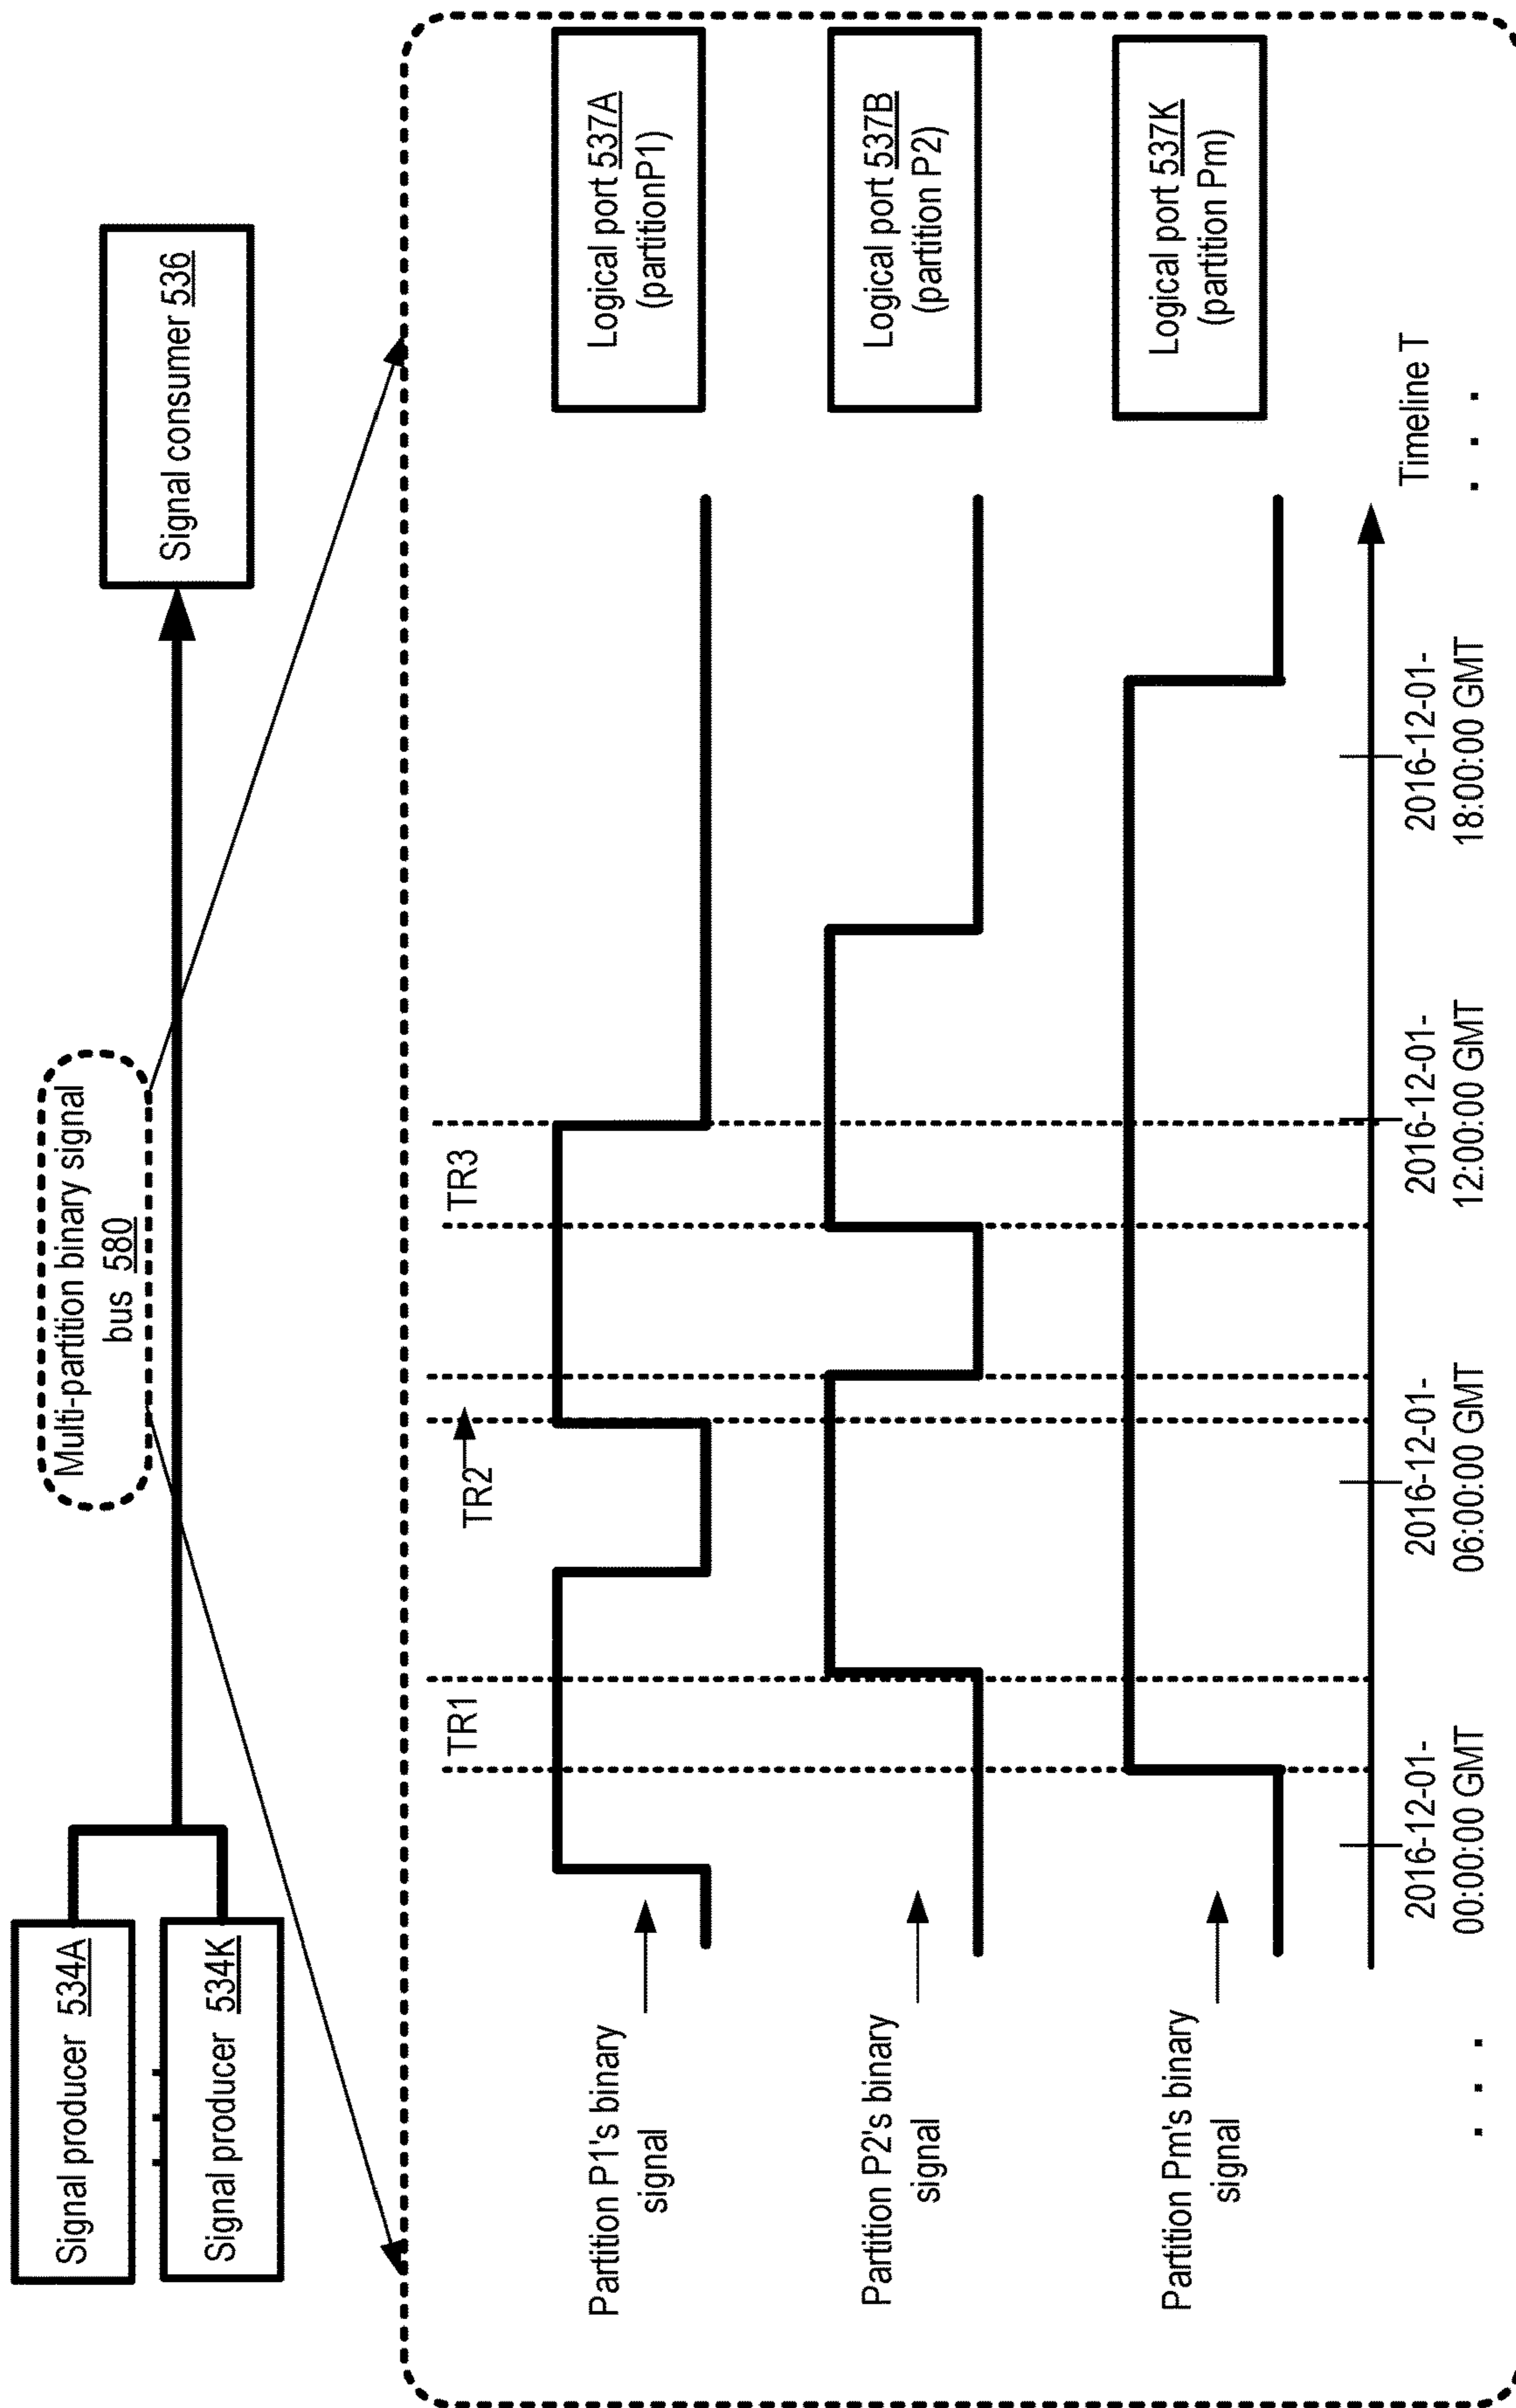 Signal producer 534A
Signal producer 534K
Multi-partition binary signal
bus 580
Signal consumer 536
TR1
TR2
TR3
Partition P1's binary
signal
Logical port 537A
(partitionP1)
Partition P2's binary
signal
Logical port 537B
(partition P2)
Partition Pm's binary
signal
Logical port 537K
(partition Pm)
Timeline T
2016-12-01-
00:00:00 GMT
2016-12-01-
06:00:00 GMT
2016-12-01-
12:00:00 GMT
2016-12-01-
18:00:00 GMT
. . .
. . .